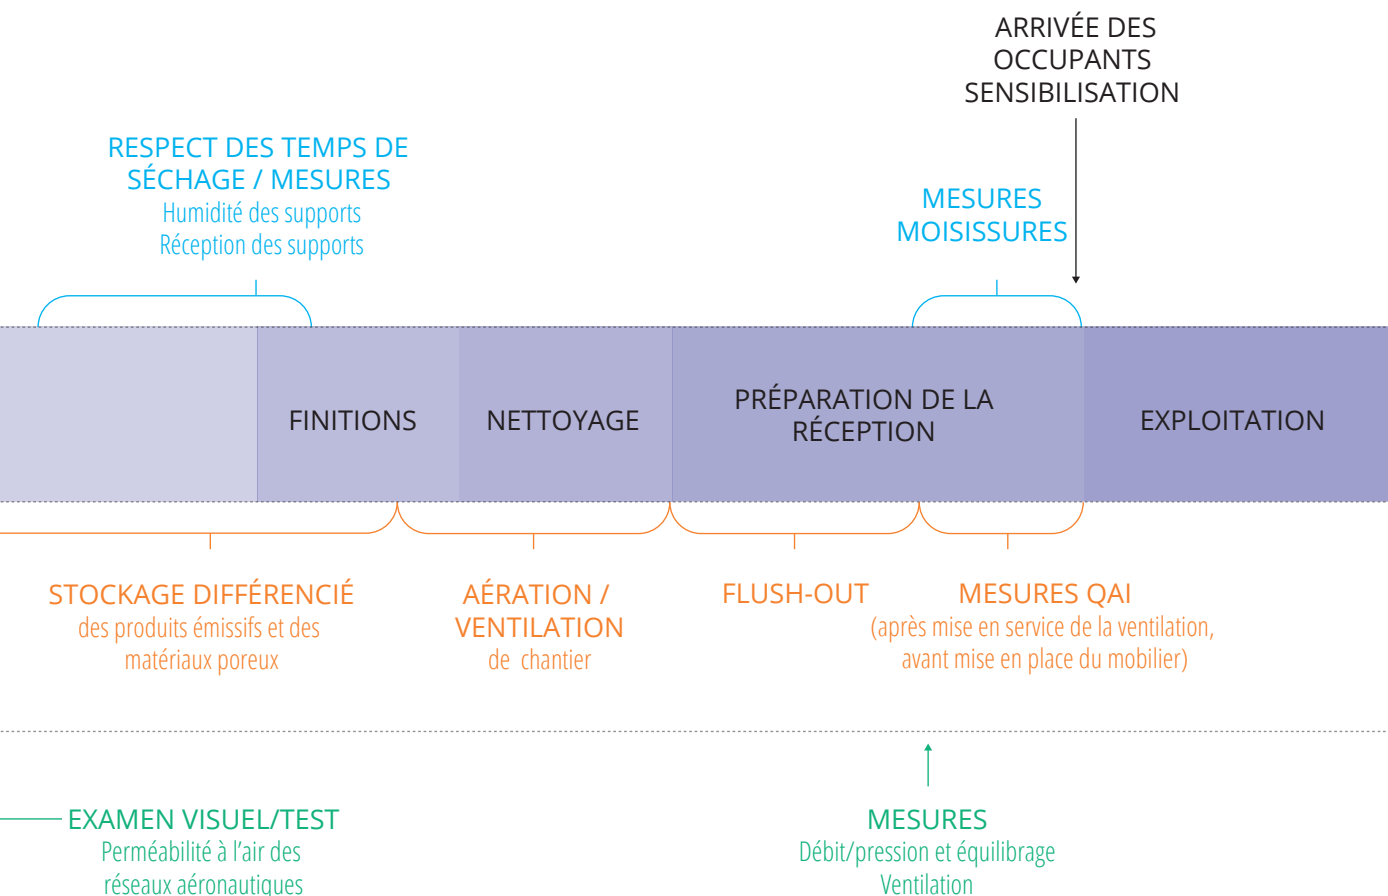 ARRIVÉE DES
OCCUPANTS
SENSIBILISATION
RESPECT DES TEMPS DE
SÉCHAGE / MESURES
Humidité des supports
Réception des supports
MESURES
MOISISSURES
FINITIONS
NETTOYAGE
PRÉPARATION DE LA
RÉCEPTION
EXPLOITATION
STOCKAGE DIFFÉRENCIÉ
des produits émissifs et des
matériaux poreux
AÉRATION /
VENTILATION
de chantier
FLUSH-OUT
MESURES QAI
(après mise en service de la ventilation,
avant mise en place du mobilier)
EXAMEN VISUEL/TEST
Perméabilité à l'air des
réseaux aéronautiques
MESURES
Débit/pression et équilibrage
Ventilation